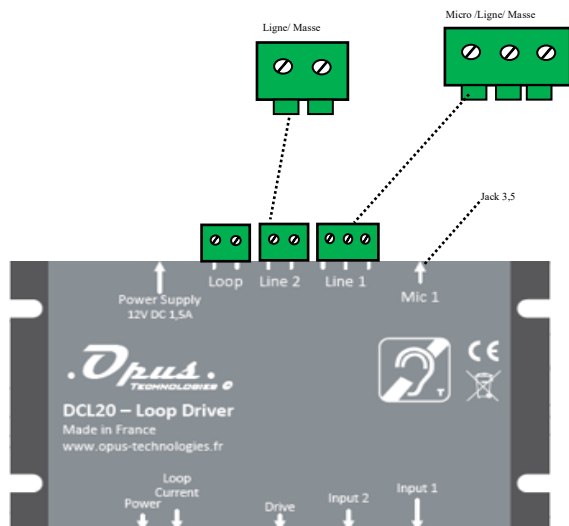 Ligne/ Masse
Micro /Ligne/ Masse
Jack 3,5
Loop
Line 2
Line 1
Mic 1
Power Supply
12V DC 1,5A
.Opus.
TECHNOLOGIES ©
CE
T
DCL20 – Loop Driver
Made in France
www.opus-technologies.fr
Loop
Current
Power
Drive
Input 2
Input 1